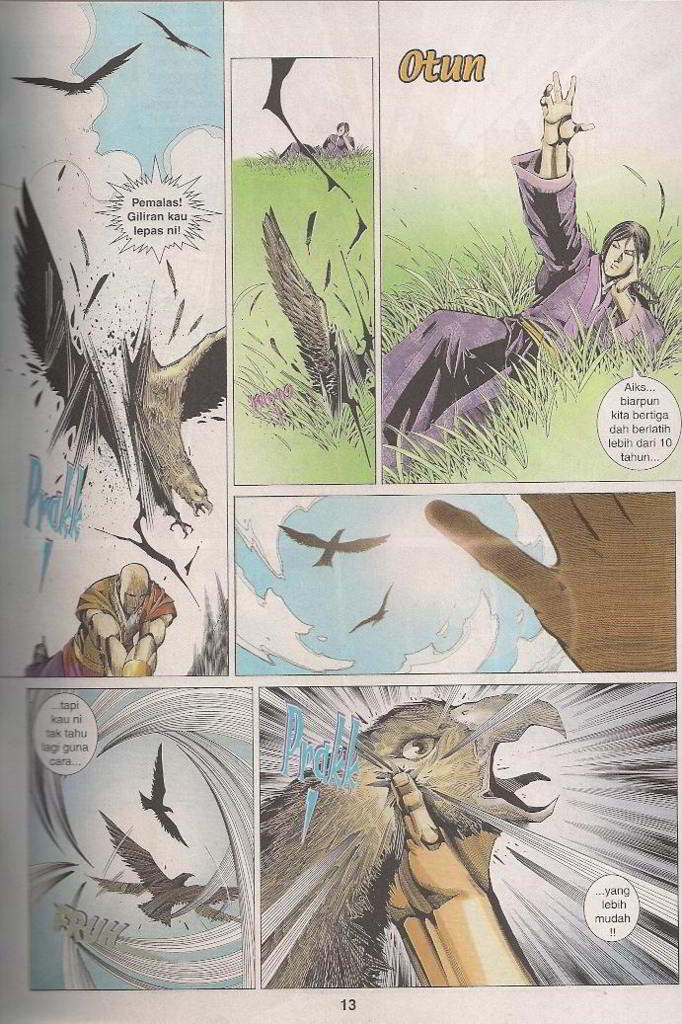 Pemalas!
Giliran kau
lepas ni!
Prakk
!
Otun
Aiks...
biarpun
kita bertiga
dah berlatih
lebih dari 10
tahun...
...tapi
kau ni
tak tahu
lagi guna
cara...
Prakk
!
...yang
lebih
mudah
!!
13